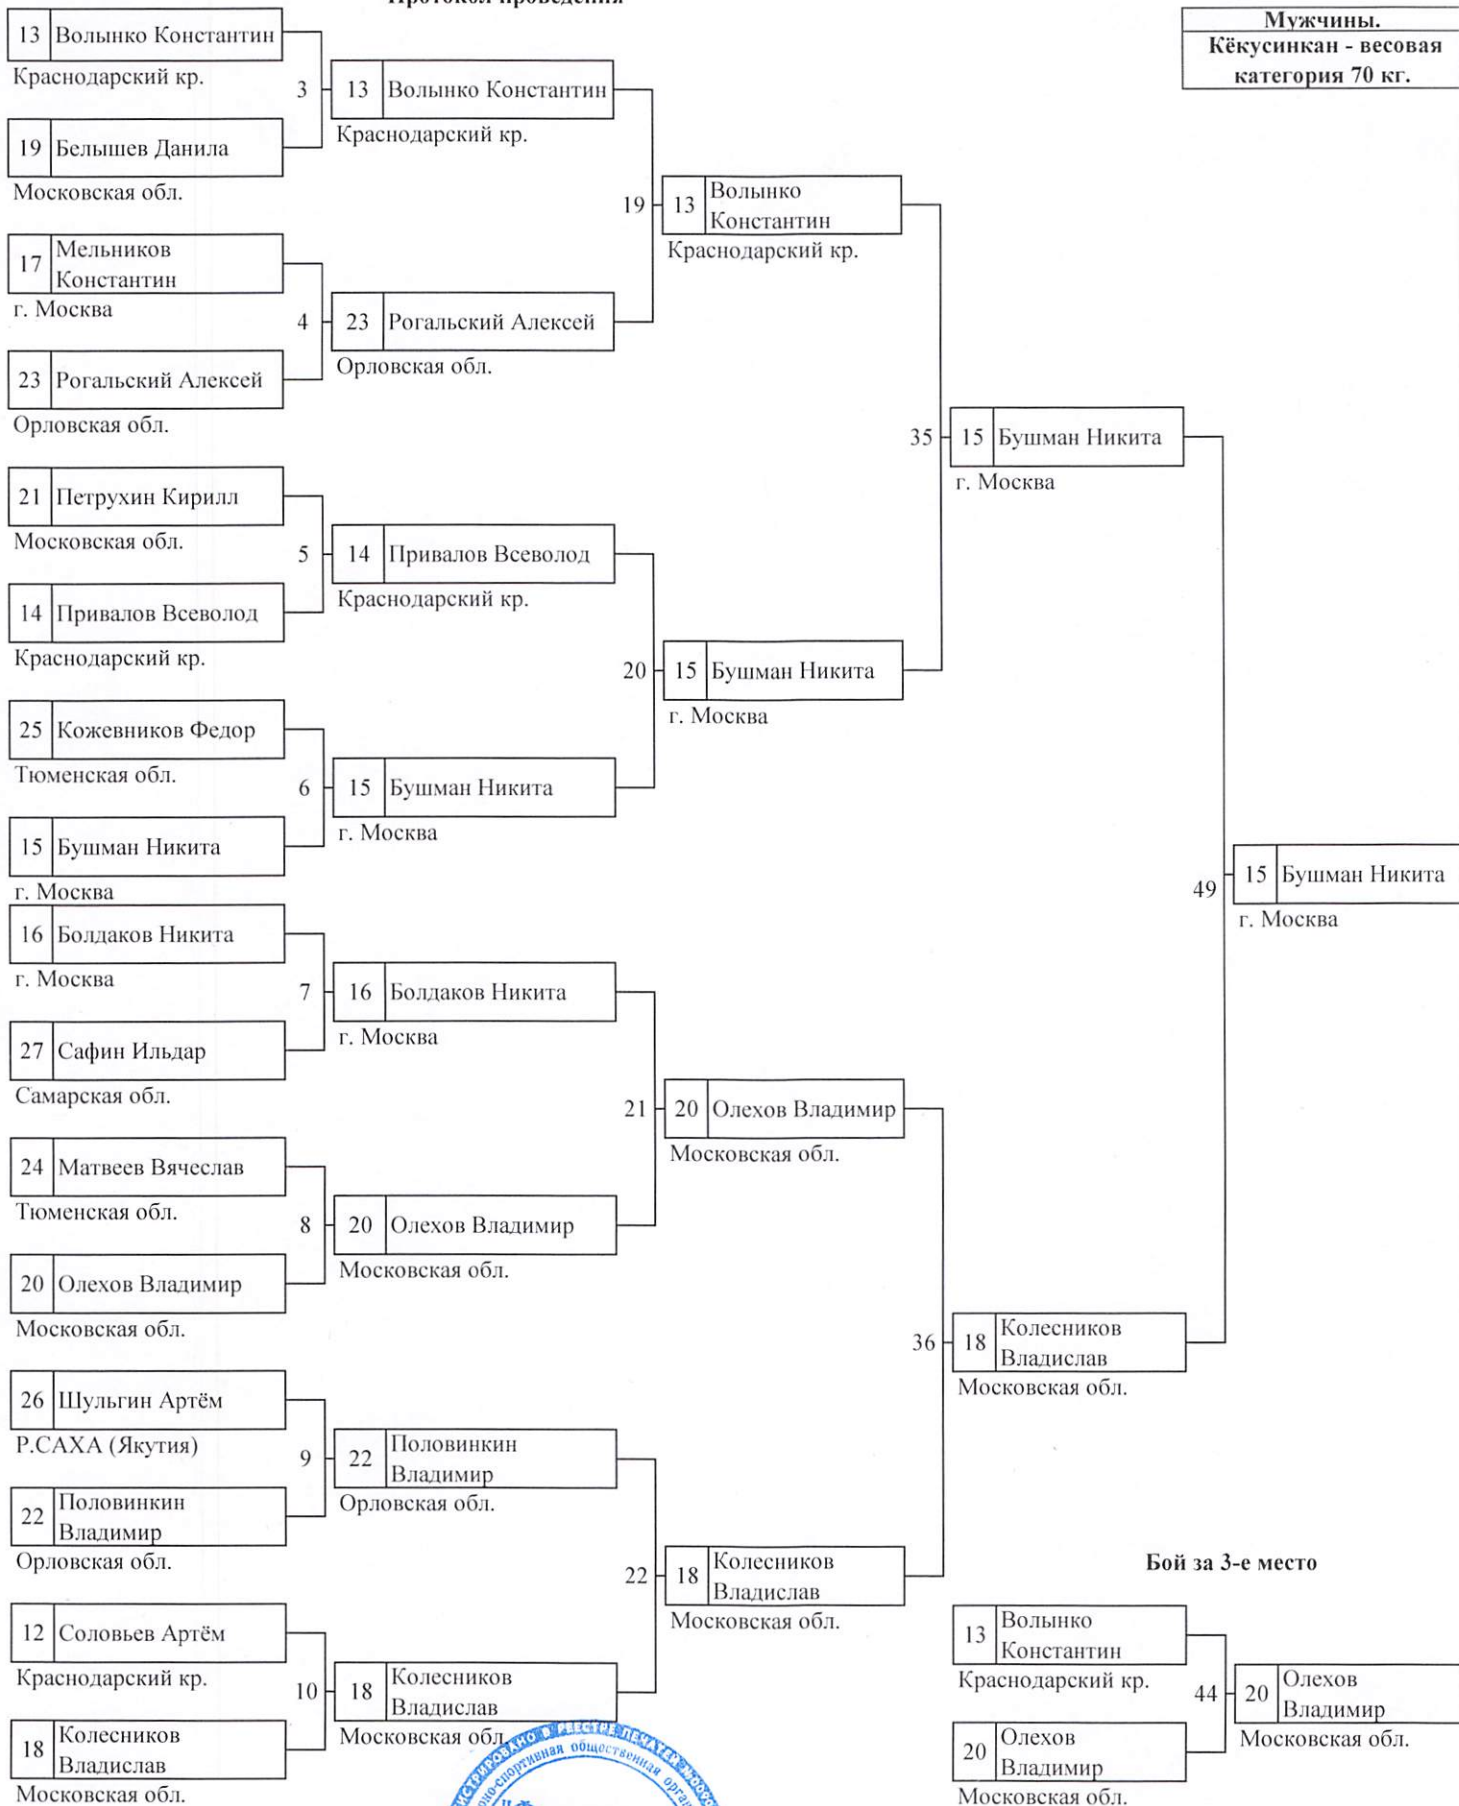 Протокол проведения
Мужчины.
Кёкусинкан - весовая
категория 70 кг.
13 Волынко Константин
Краснодарский кр.
3
19 Белышев Данила
Московская обл.
13 Волынко Константин
Краснодарский кр.
17 Мельников
Константин
г. Москва
4
23 Рогальский Алексей
Орловская обл.
23 Рогальский Алексей
Орловская обл.
19
13 Волынко
Константин
Краснодарский кр.
21 Петрухин Кирилл
Московская обл.
5
14 Привалов Всеволод
Краснодарский кр.
14 Привалов Всеволод
Краснодарский кр.
25 Кожевников Федор
Тюменская обл.
6
15 Бушман Никита
г. Москва
15 Бушман Никита
г. Москва
20
15 Бушман Никита
г. Москва
35
15 Бушман Никита
г. Москва
16 Болдаков Никита
г. Москва
7
27 Сафин Ильдар
Самарская обл.
16 Болдаков Никита
г. Москва
24 Матвеев Вячеслав
Тюменская обл.
8
20 Олехов Владимир
Московская обл.
20 Олехов Владимир
Московская обл.
21
20 Олехов Владимир
Московская обл.
26 Шульгин Артём
Р.САХА (Якутия)
9
22 Половинкин
Владимир
Орловская обл.
22 Половинкин
Владимир
Орловская обл.
12 Соловьев Артём
Краснодарский кр.
10
18 Колесников
Владислав
Московская обл.
18 Колесников
Владислав
Московская обл.
22
18 Колесников
Владислав
Московская обл.
36
18 Колесников
Владислав
Московская обл.
49
15 Бушман Никита
г. Москва
Бой за 3-е место
13 Волынко
Константин
Краснодарский кр.
44
20 Олехов
Владимир
Московская обл.
20 Олехов
Владимир
Московская обл.
В РЕЕСТРЕ ПЕЧАТЕЙ
спортивная общественная